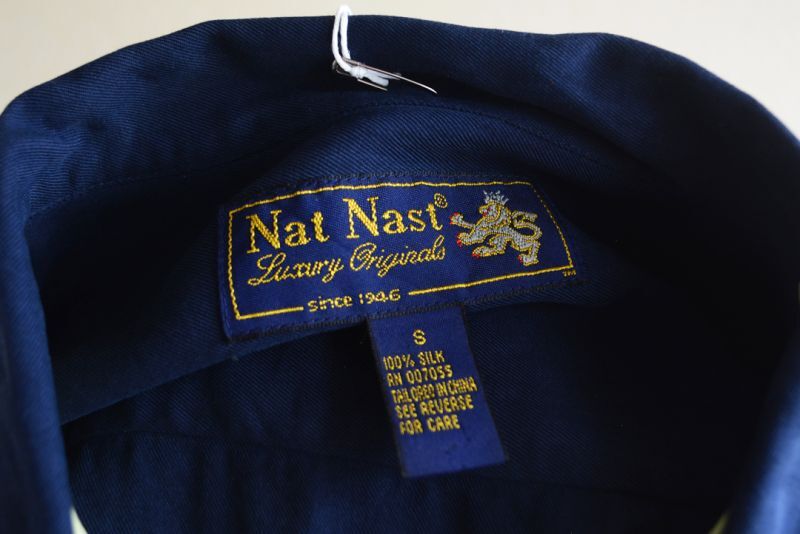 Nat Nast®
Luxury Originals
since 1946
S
100% SILK
RN 007055
TAILORED IN CHINA
SEE REVERSE
FOR CARE